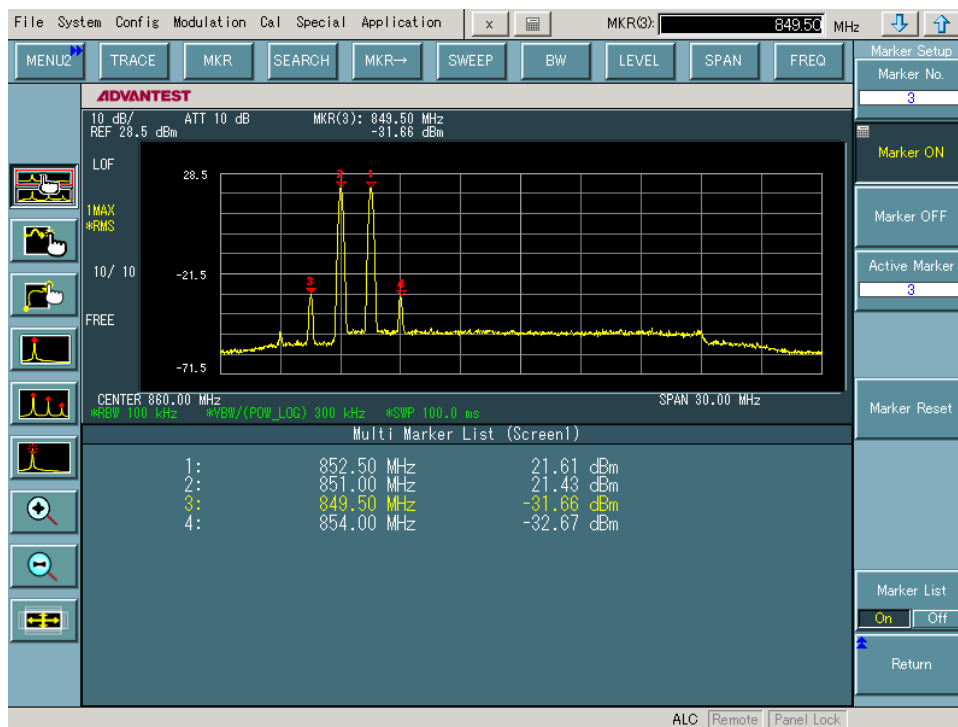 File System Config Modulation Cal Special Application x MKR(3): 849.50 MHz
MENU2 TRACE MKR SEARCH MKR→ SWEEP BW LEVEL SPAN FREQ
Marker Setup
Marker No.
3
Marker ON
Marker OFF
Active Marker
3
Marker Reset
Marker List
On Off
Return
ADVANTEST
10 dB/ ATT 10 dB MKR(3): 849.50 MHz
REF 28.5 dBm -31.66 dBm
LOF
1MAX
*RMS
10/ 10
FREE
28.5
-21.5
-71.5
2 1
3 4
CENTER 860.00 MHz SPAN 30.00 MHz
*RBW 100 kHz *VBW/(POW_LOG) 300 kHz *SWP 100.0 ms
Multi Marker List (Screen1)
1: 852.50 MHz 21.61 dBm
2: 851.00 MHz 21.43 dBm
3: 849.50 MHz -31.66 dBm
4: 854.00 MHz -32.67 dBm
ALC Remote Panel Lock